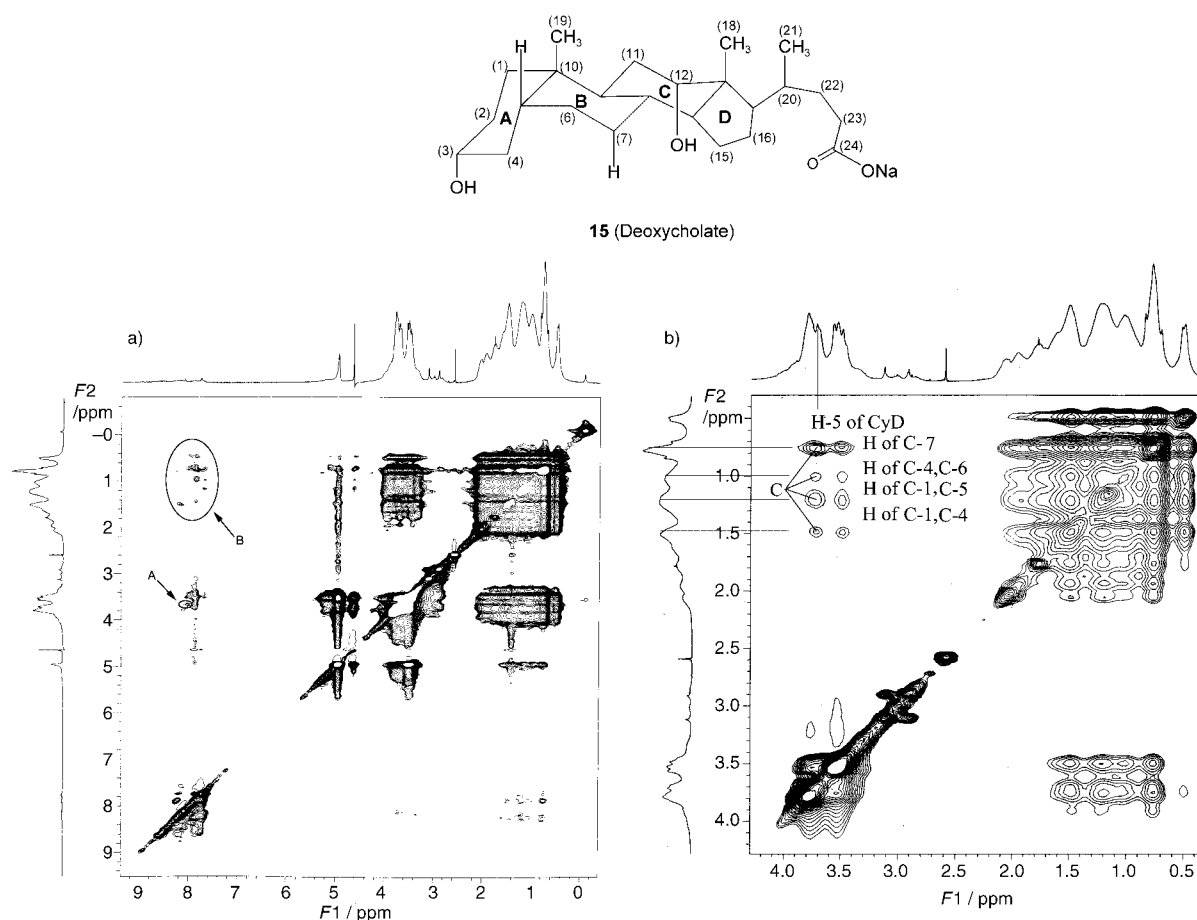 (19)
CH₃
H
(18)
H₃C
(21)
CH₃
(1)
(10)
(11)
(12)
C
(20)
(22)
B
A
D
(2)
(6)
(7)
(23)
(16)
(15)
(3)
(4)
OH
H
OH
O
(24)
ONa
15 (Deoxycholate)
a)
F2
/ppm
0
1
2
3
4
5
6
7
8
9
B
A
9 8 7 6 5 4 3 2 1 0
F1 / ppm
b)
F2
/ppm
1.0
1.5
2.0
2.5
3.0
3.5
4.0
H-5 of CyD
H of C-7
H of C-4,C-6
C
H of C-1,C-5
H of C-1,C-4
4.0 3.5 3.0 2.5 2.0 1.5 1.0 0.5
F1 / ppm